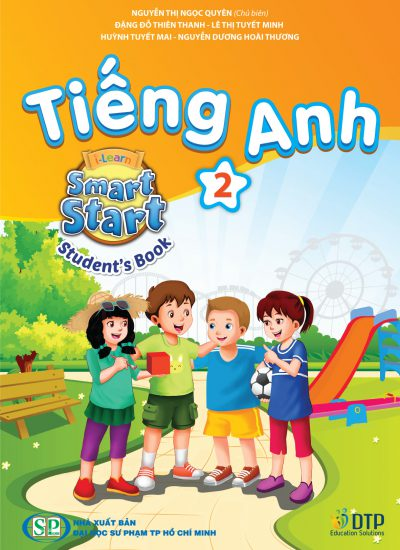 NGUYỄN THỊ NGỌC QUYÊN (Chủ biên)
ĐẶNG ĐỖ THIÊN THANH - LÊ THỊ TUYẾT MINH
HUỲNH TUYẾT MAI - NGUYỄN DƯƠNG HOÀI THƯƠNG
Tiếng Anh
i-Learn
Smart
Start
2
Student's Book
SP
NHÀ XUẤT BẢN
ĐẠI HỌC SƯ PHẠM TP HỒ CHÍ MINH
DTP
Education Solutions